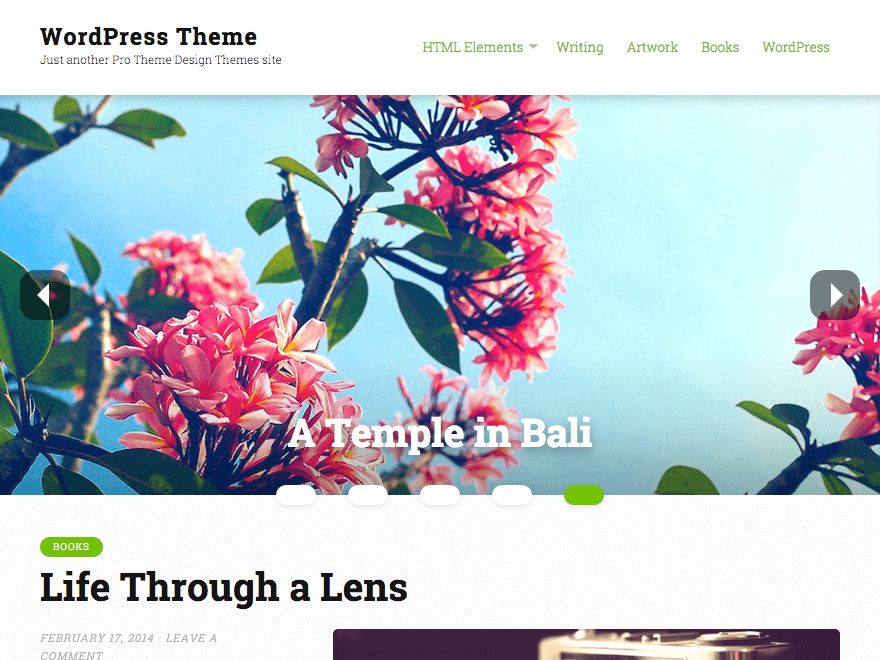 WordPress Theme
Just another Pro Theme Design Themes site
HTML Elements Writing Artwork Books WordPress
A Temple in Bali
BOOKS
Life Through a Lens
FEBRUARY 17, 2014 · LEAVE A
COMMENT